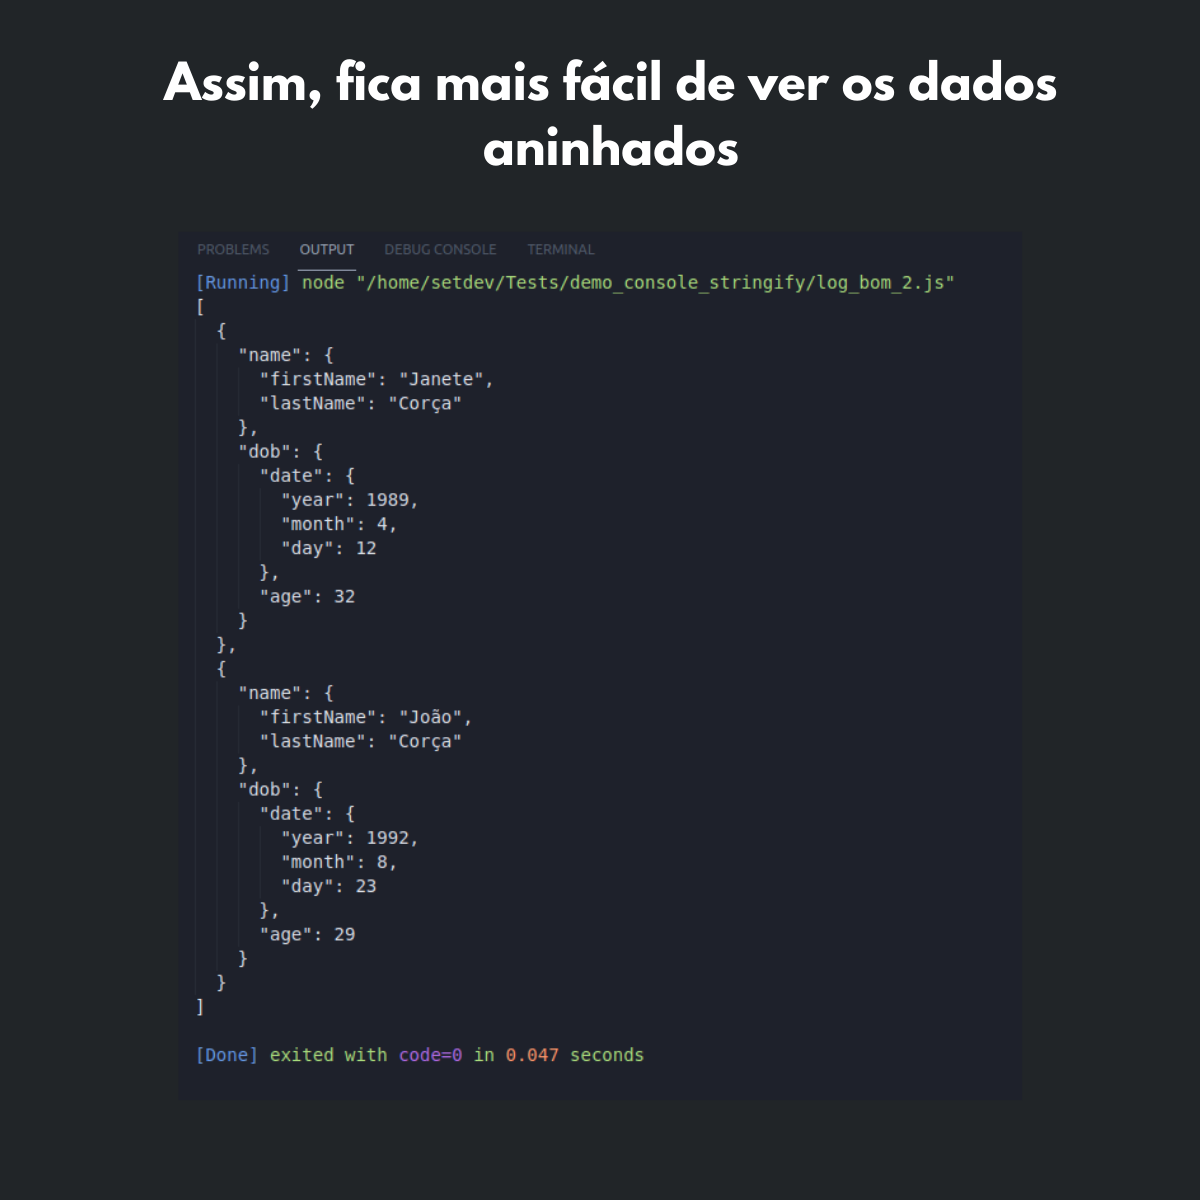 Assim, fica mais fácil de ver os dados
aninhados
PROBLEMS OUTPUT DEBUG CONSOLE TERMINAL
[Running] node "/home/setdev/Tests/demo_console_stringify/log_bom_2.js"
[
  {
    "name": {
      "firstName": "Janete",
      "lastName": "Corça"
    },
    "dob": {
      "date": {
        "year": 1989,
        "month": 4,
        "day": 12
      },
      "age": 32
    }
  },
  {
    "name": {
      "firstName": "João",
      "lastName": "Corça"
    },
    "dob": {
      "date": {
        "year": 1992,
        "month": 8,
        "day": 23
      },
      "age": 29
    }
  }
]
[Done] exited with code=0 in 0.047 seconds